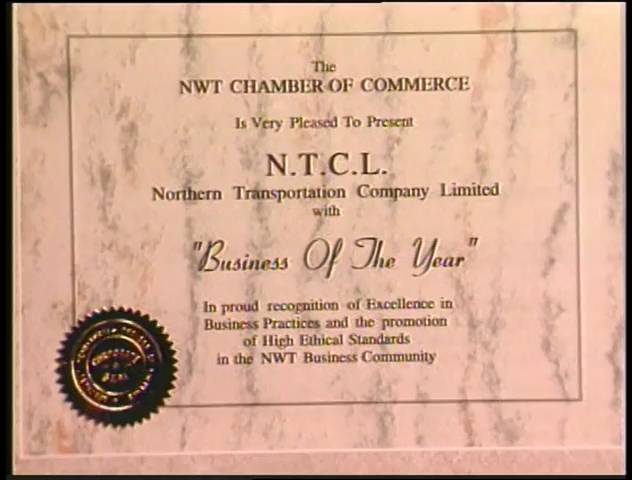 The
NWT CHAMBER OF COMMERCE
Is Very Pleased To Present
N.T.C.L.
Northern Transportation Company Limited
with
"Business Of The Year"
In proud recognition of Excellence in
Business Practices and the promotion
of High Ethical Standards
in the NWT Business Community
CORPORATE
SEAL